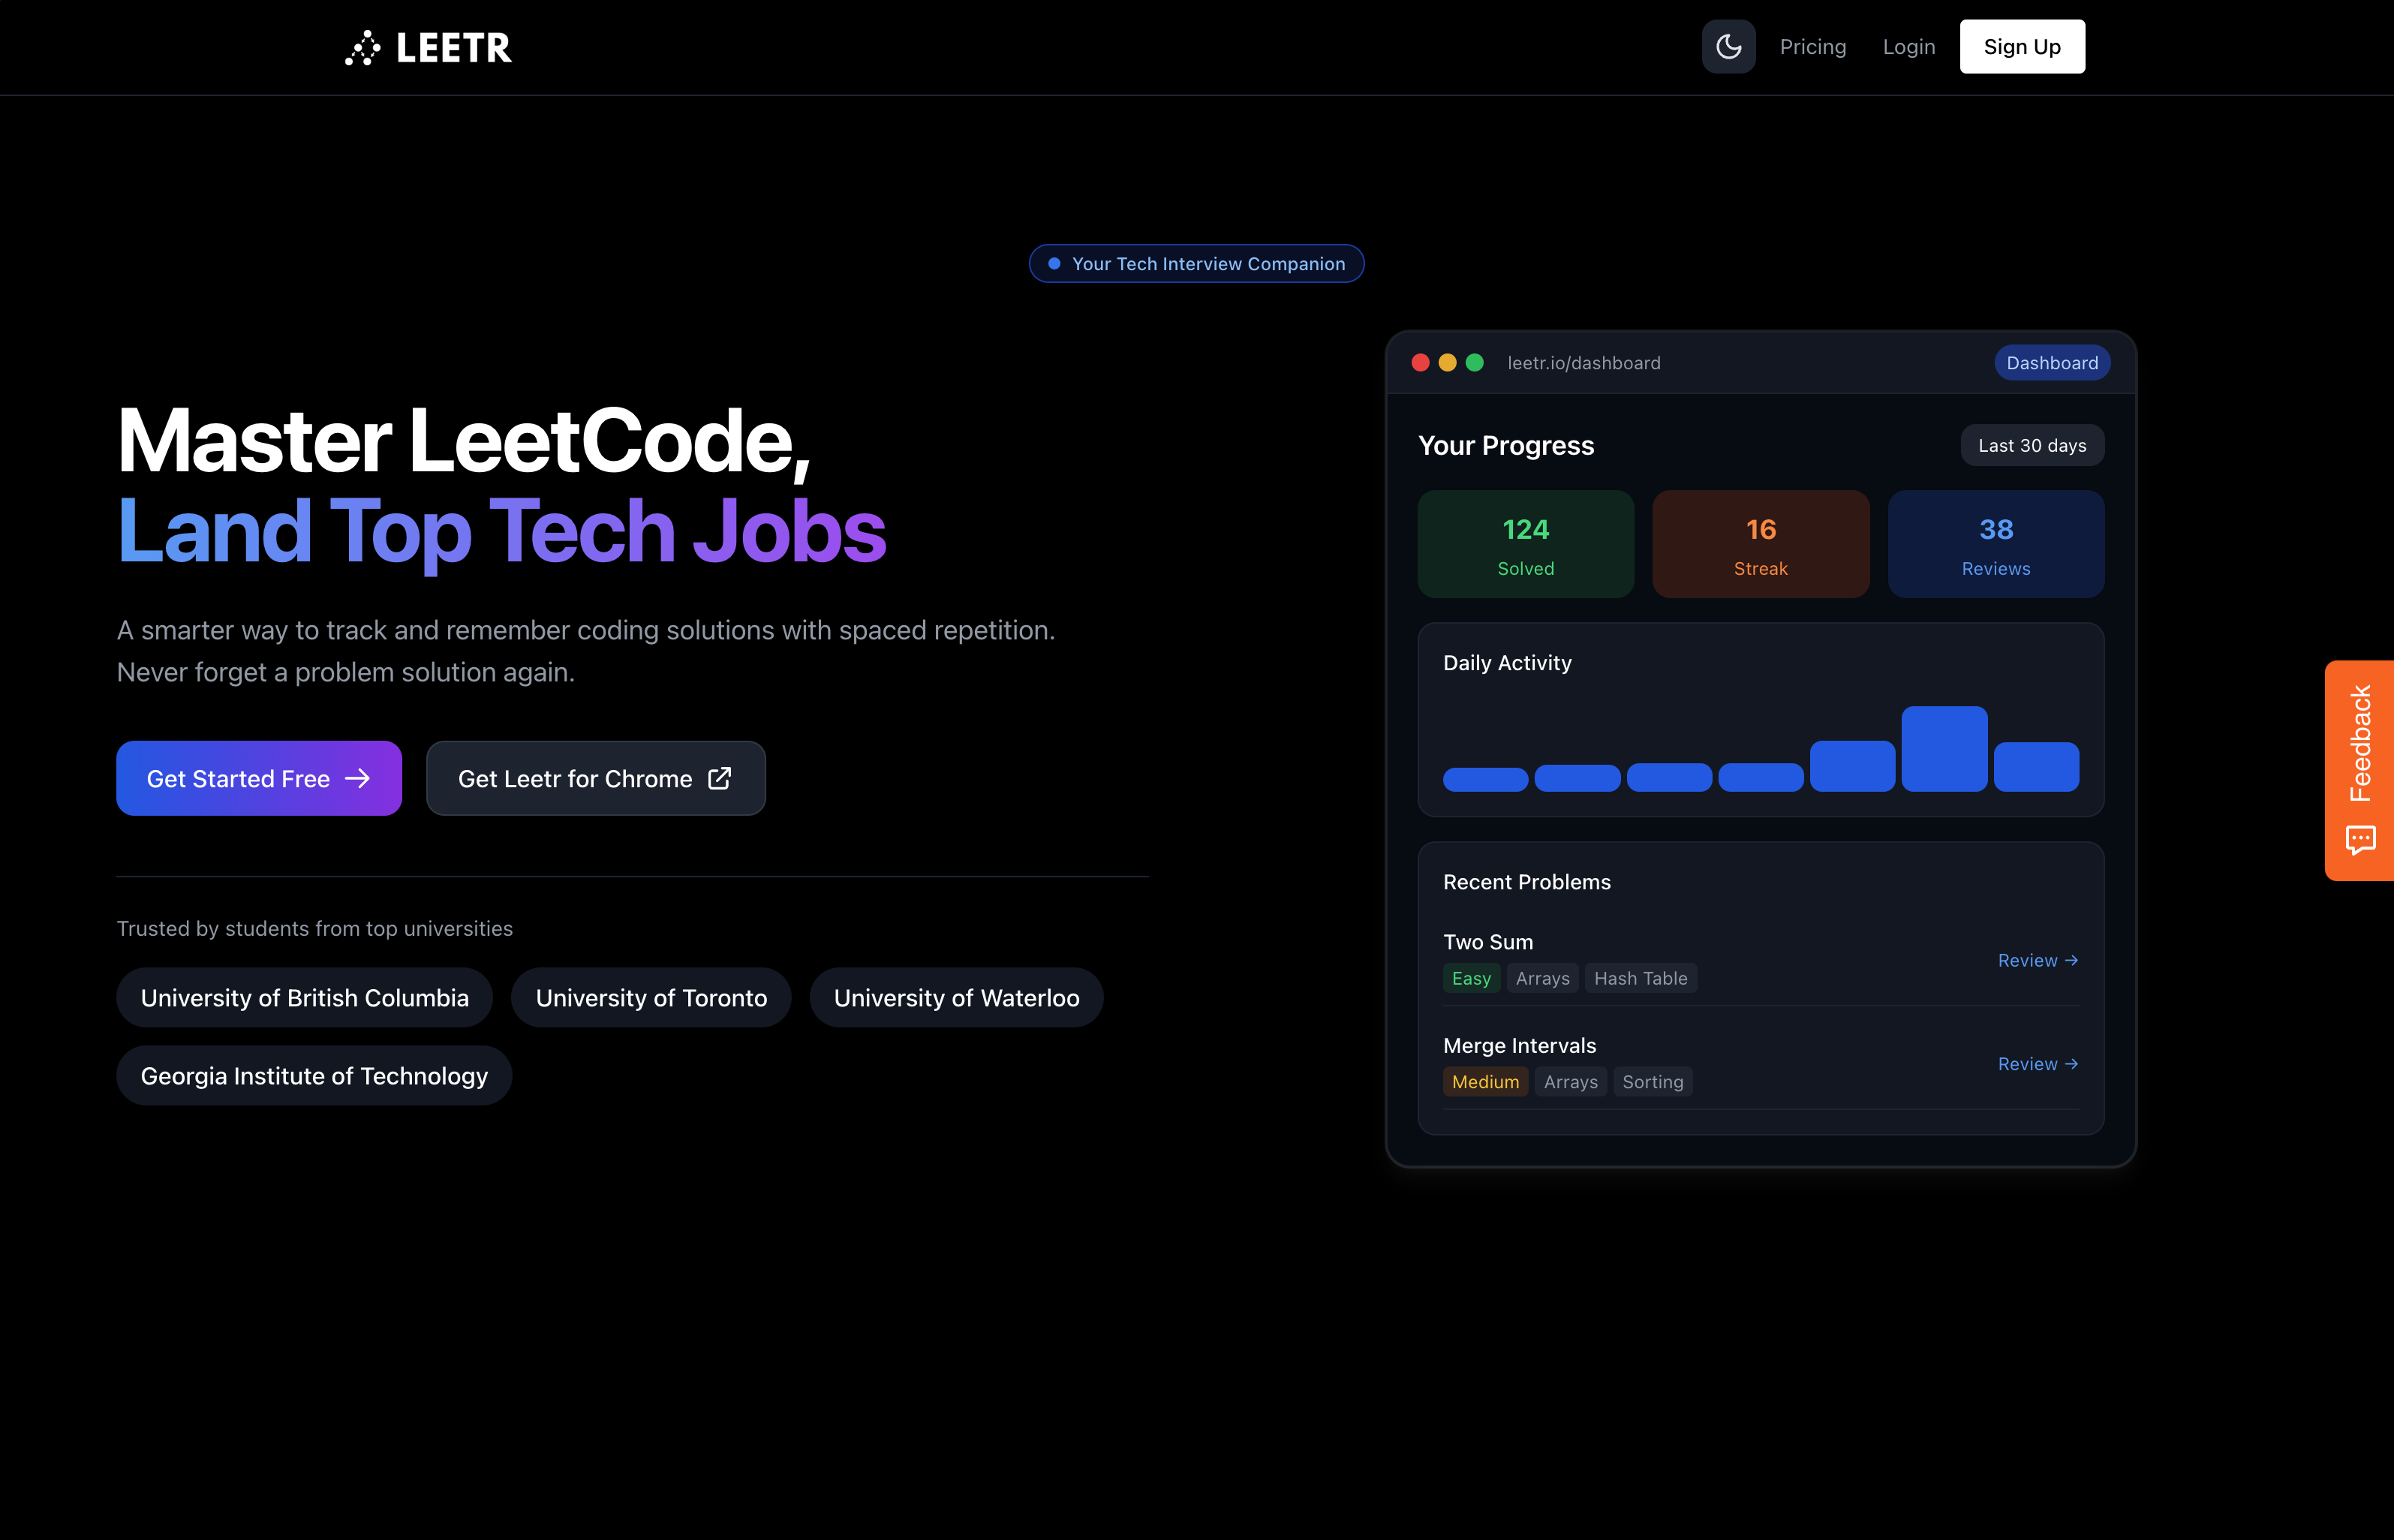 LEETR
Pricing
Login
Sign Up
Your Tech Interview Companion
Master LeetCode,
Land Top Tech Jobs
A smarter way to track and remember coding solutions with spaced repetition.
Never forget a problem solution again.
Get Started Free
Get Leetr for Chrome
Trusted by students from top universities
University of British Columbia
University of Toronto
University of Waterloo
Georgia Institute of Technology
leetr.io/dashboard
Dashboard
Your Progress
Last 30 days
124
Solved
16
Streak
38
Reviews
Daily Activity
Recent Problems
Two Sum
Easy
Arrays
Hash Table
Review →
Merge Intervals
Medium
Arrays
Sorting
Review →
Feedback